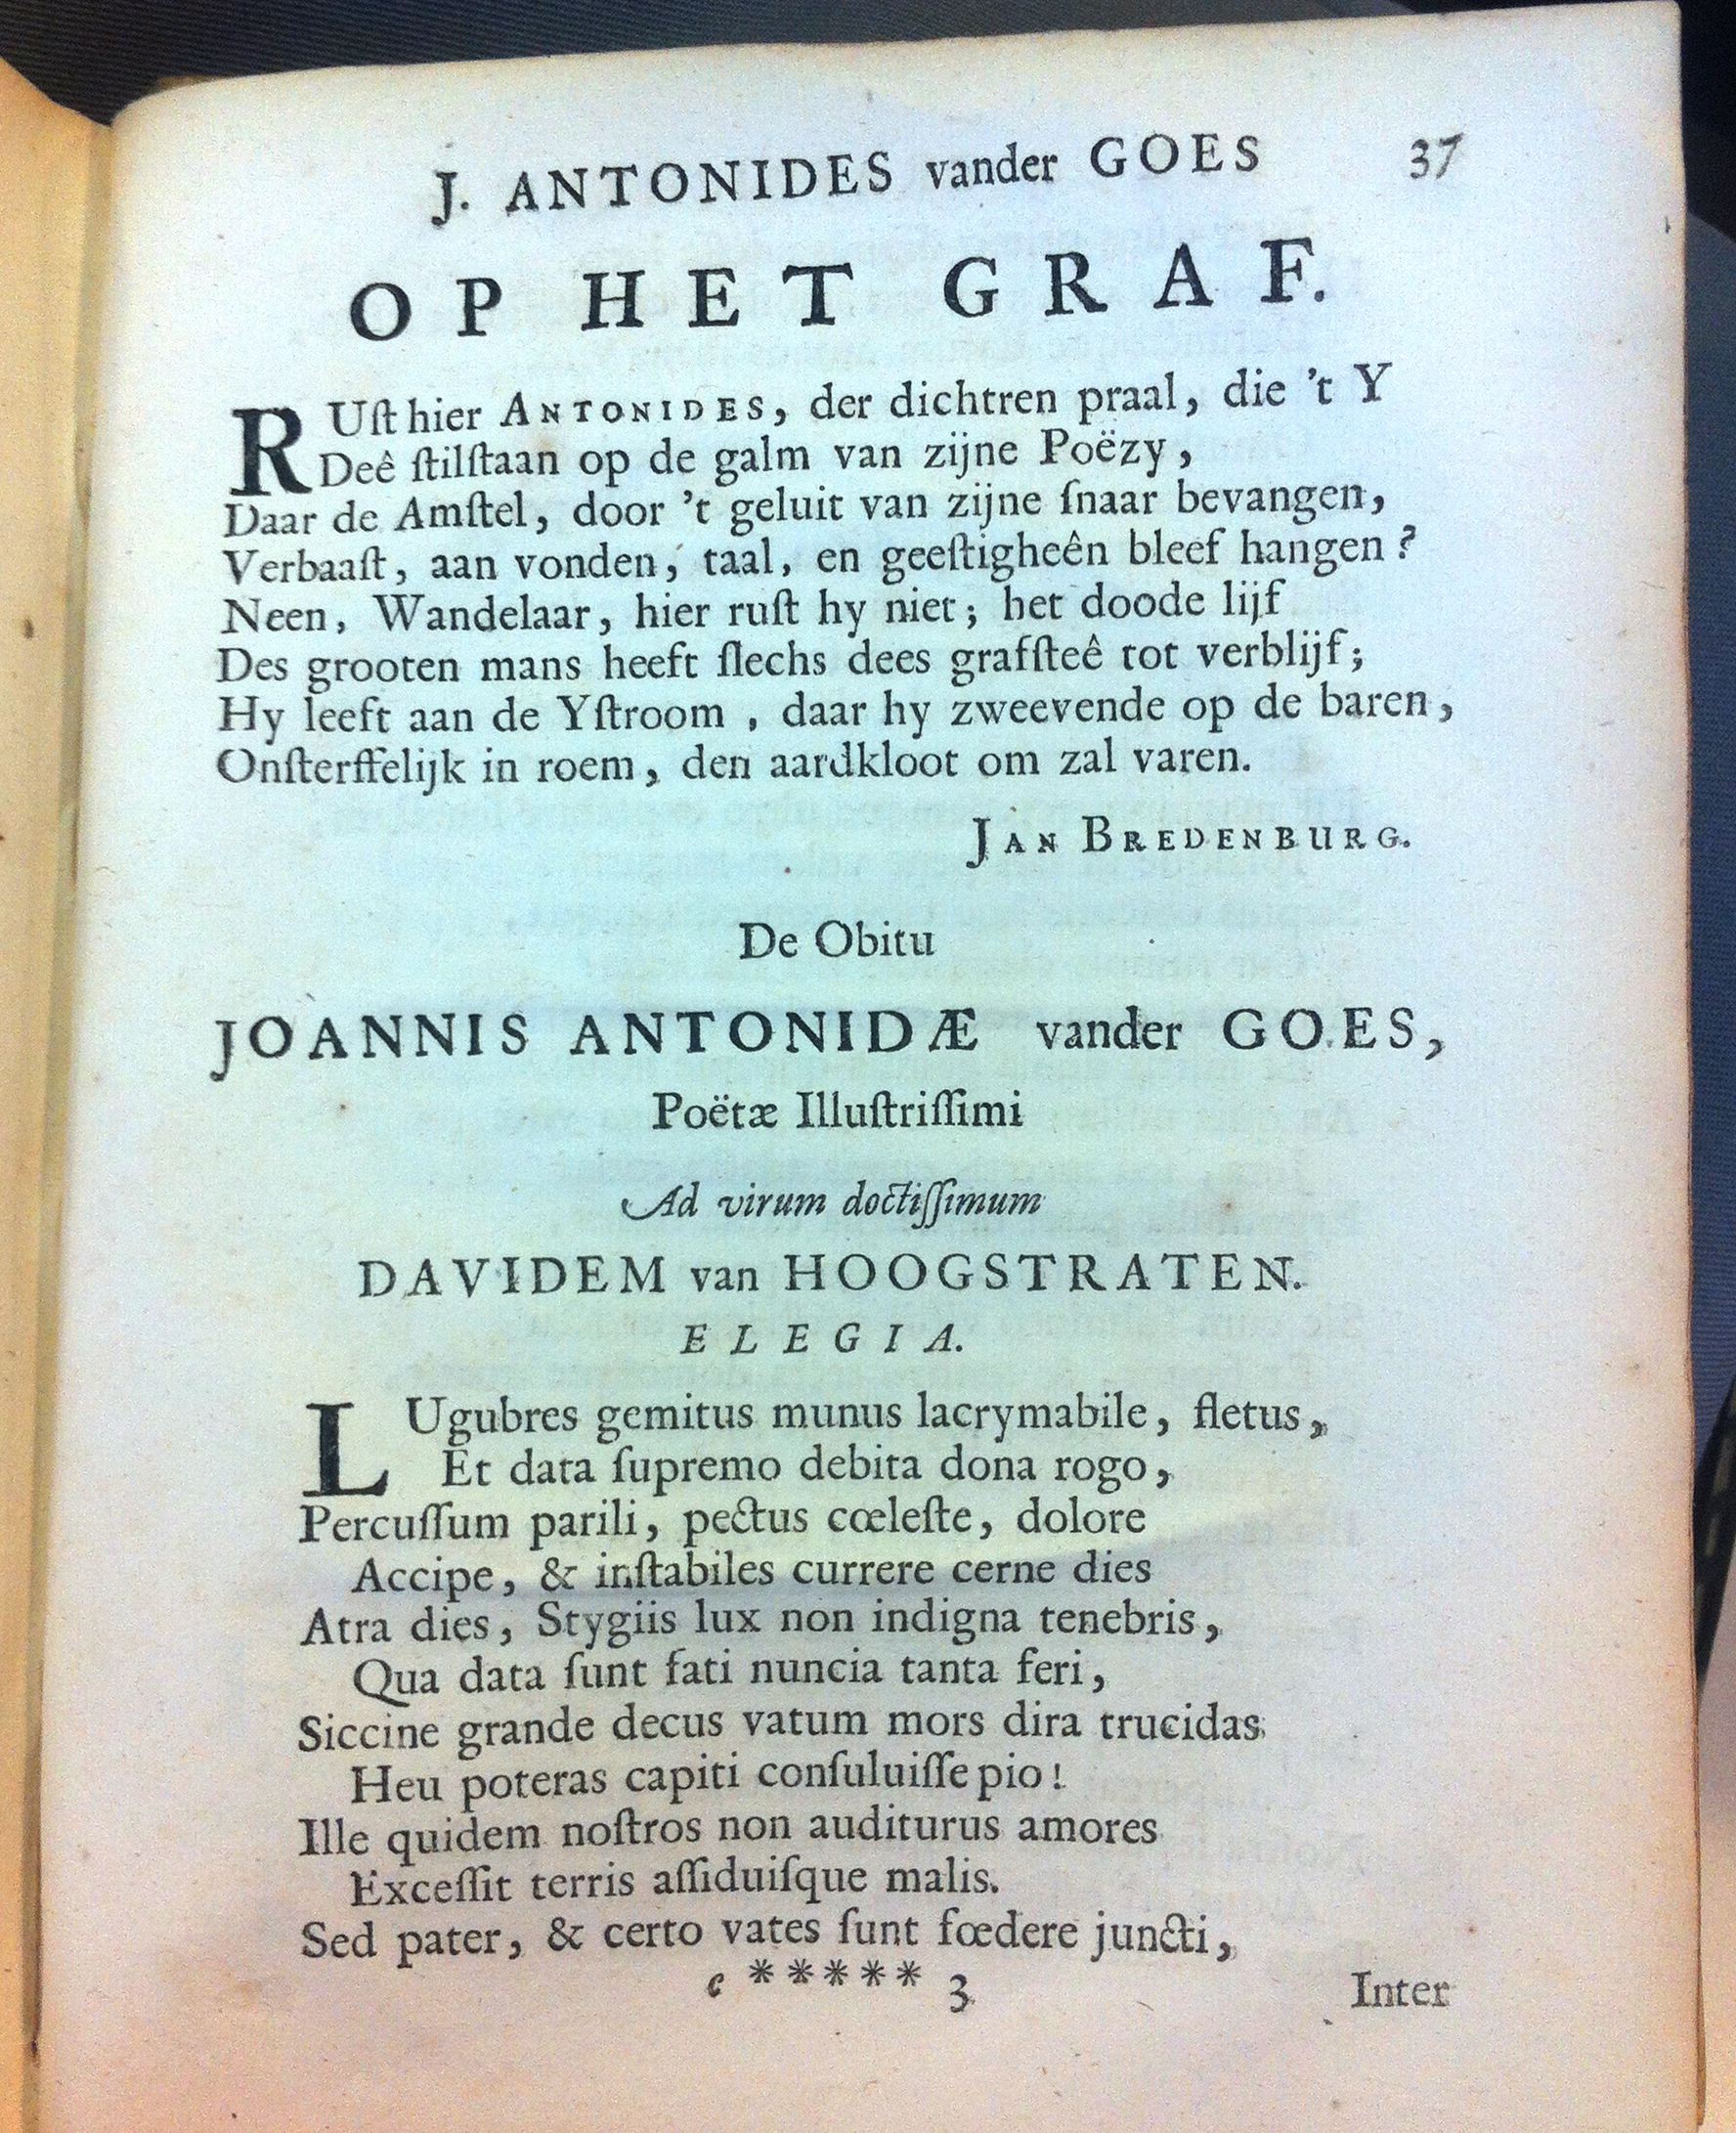 J. ANTONIDES vander GOES 37
OP HET GRAF.
RUſt hier ANTONIDES, der dichtren praal, die 't Y
Deê ſtilſtaan op de galm van zijne Poëzy,
Daar de Amſtel, door 't geluit van zijne ſnaar bevangen,
Verbaaſt, aan vonden, taal, en geeſtigheên bleef hangen?
Neen, Wandelaar, hier ruſt hy niet; het doode lijf
Des grooten mans heeft ſlechs dees grafſteê tot verblijf;
Hy leeft aan de Yſtroom, daar hy zweevende op de baren,
Onſterffelijk in roem, den aardkloot om zal varen.
JAN BREDENBURG.
De Obitu
JOANNIS ANTONIDÆ vander GOES,
Poëtæ Illuſtriſſimi
Ad virum doctiſſimum
DAVIDEM van HOOGSTRATEN.
ELEGIA.
LUgubres gemitus munus lacrymabile, fletus,
Et data ſupremo debita dona rogo,
Percuſſum parili, pectus cœleſte, dolore
Accipe, & inſtabiles currere cerne dies
Atra dies, Stygiis lux non indigna tenebris,
Qua data ſunt fati nuncia tanta feri,
Siccine grande decus vatum mors dira trucidas
Heu poteras capiti conſuluiſſe pio!
Ille quidem noſtros non auditurus amores
Exceſſit terris aſſiduiſque malis.
Sed pater, & certo vates ſunt fœdere juncti,
c ***** 3 Inter